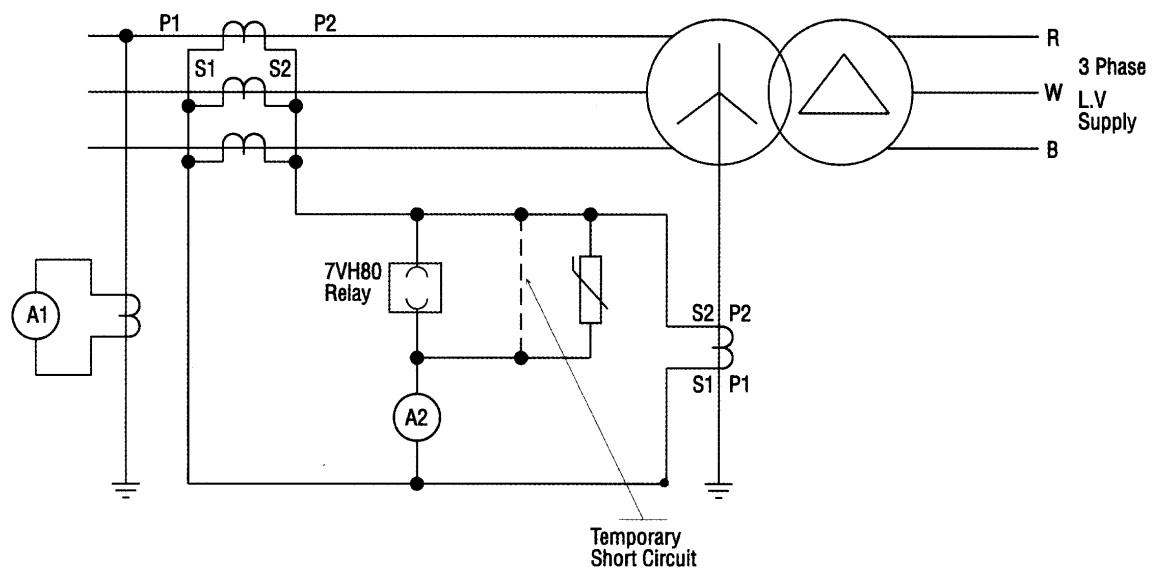 P1 P2
R
S1 S2
3 Phase
W
L.V
Supply
B
7VH80
Relay
A1
S2 P2
S1 P1
A2
Temporary
Short Circuit